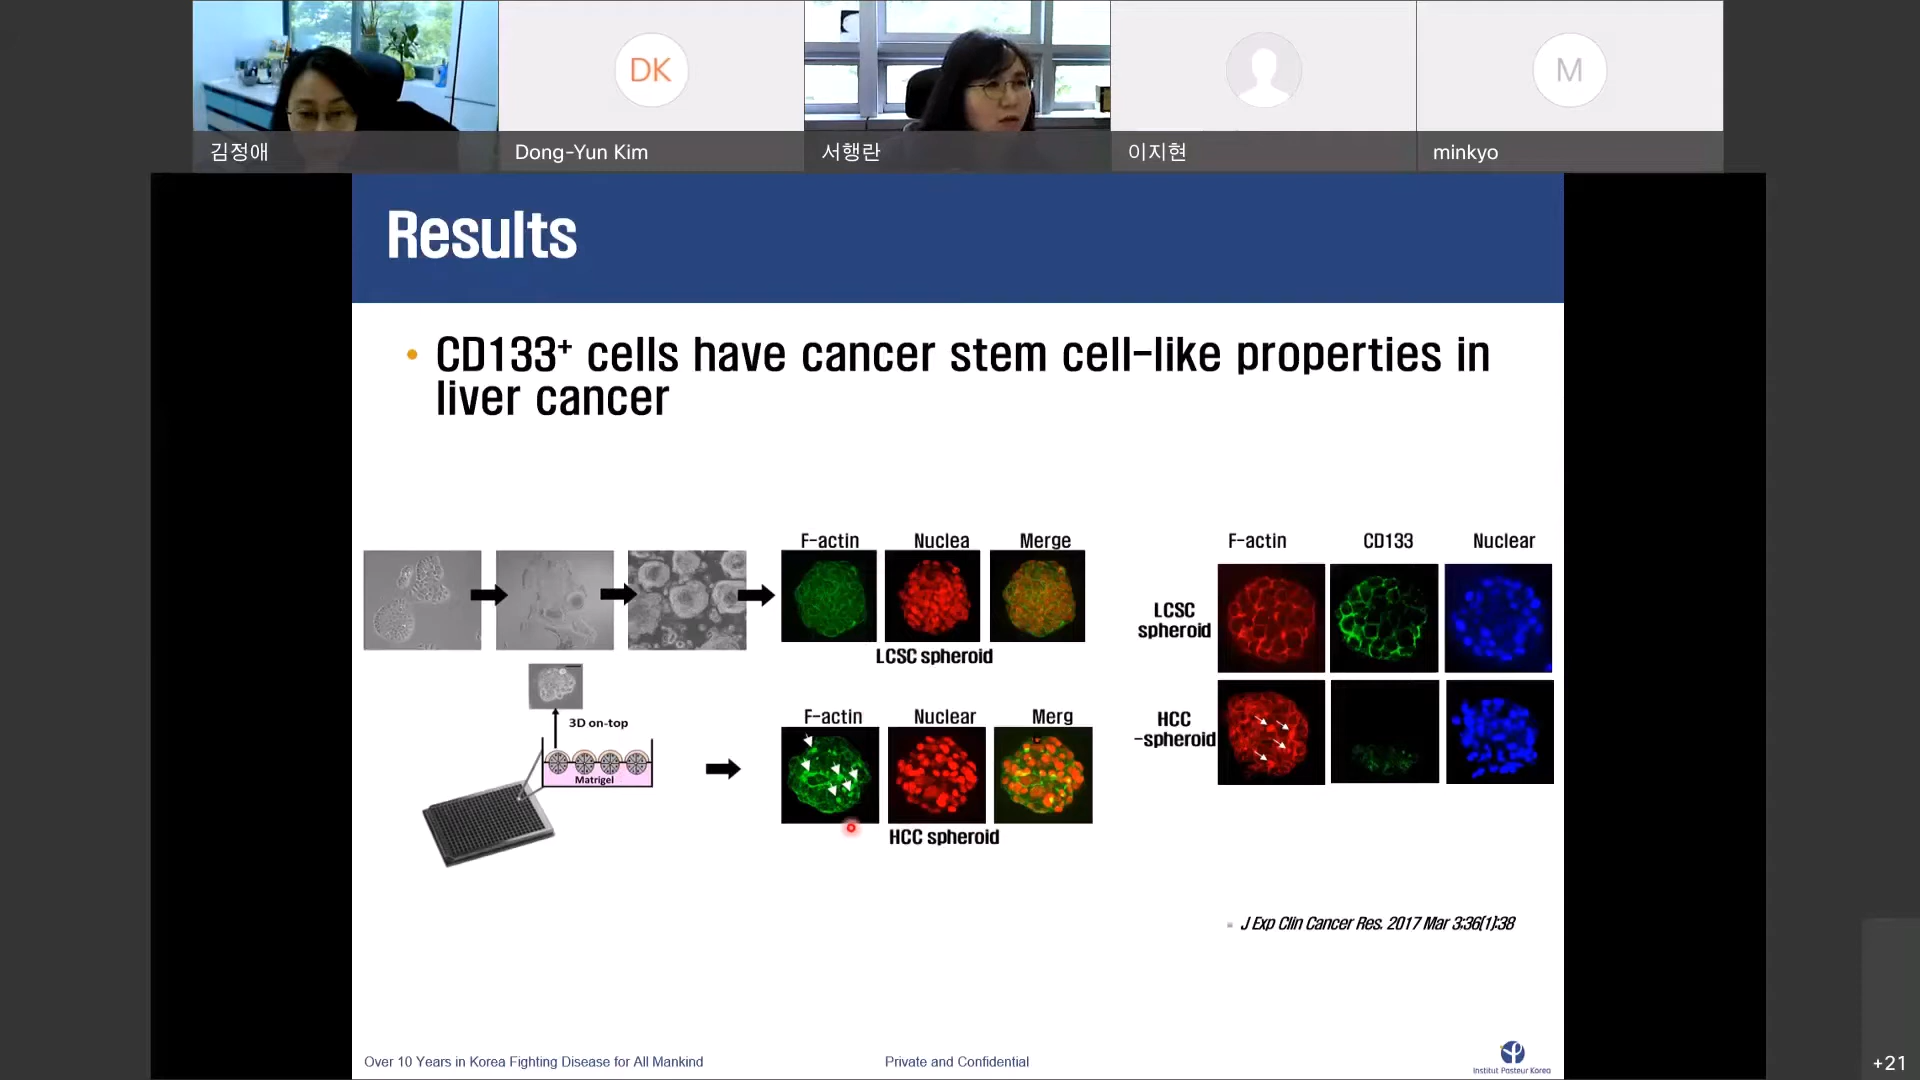 DK
M
김정애
Dong-Yun Kim
서행란
이지현
minkyo
Results
• CD133⁺ cells have cancer stem cell-like properties in
liver cancer
F-actin
Nuclea
Merge
LCSC spheroid
3D on-top
Matrigel
F-actin
Nuclear
Merg
HCC spheroid
F-actin
CD133
Nuclear
LCSC
spheroid
HCC
-spheroid
J Exp Clin Cancer Res. 2017 Mar 3;36(1):38
Over 10 Years in Korea Fighting Disease for All Mankind
Private and Confidential
Institut Pasteur Korea
+21